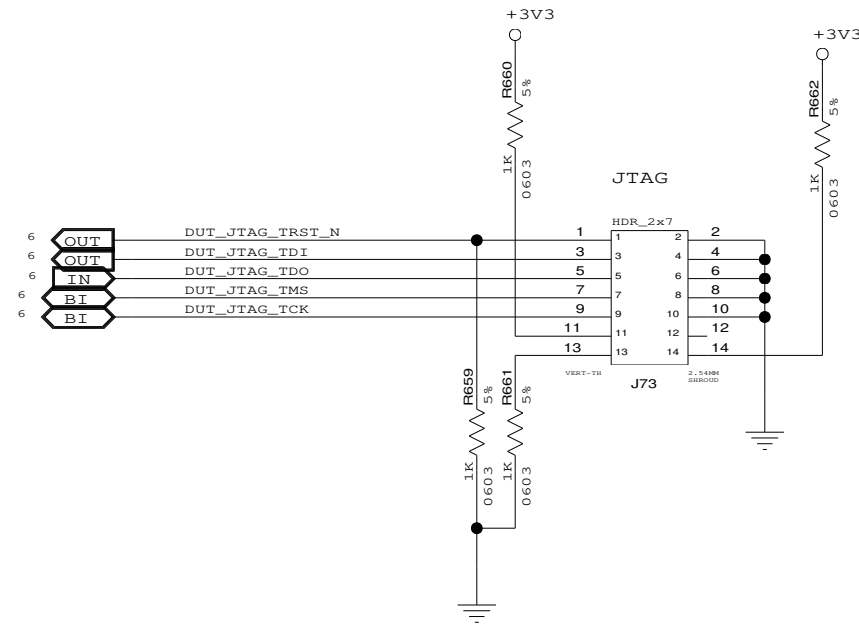 +3V3
+3V3
R660
5%
1K
0603
R662
5%
1K
0603
JTAG
HDR_2x7
6 OUT DUT_JTAG_TRST_N 1 1 2 2
6 OUT DUT_JTAG_TDI 3 3 4 4
6 IN DUT_JTAG_TDO 5 5 6 6
6 BI DUT_JTAG_TMS 7 7 8 8
6 BI DUT_JTAG_TCK 9 9 10 10
11 11 12 12
13 13 14 14
VERT-TH
J73
2.54MM
SHROUD
R659
5%
1K
0603
R661
5%
1K
0603